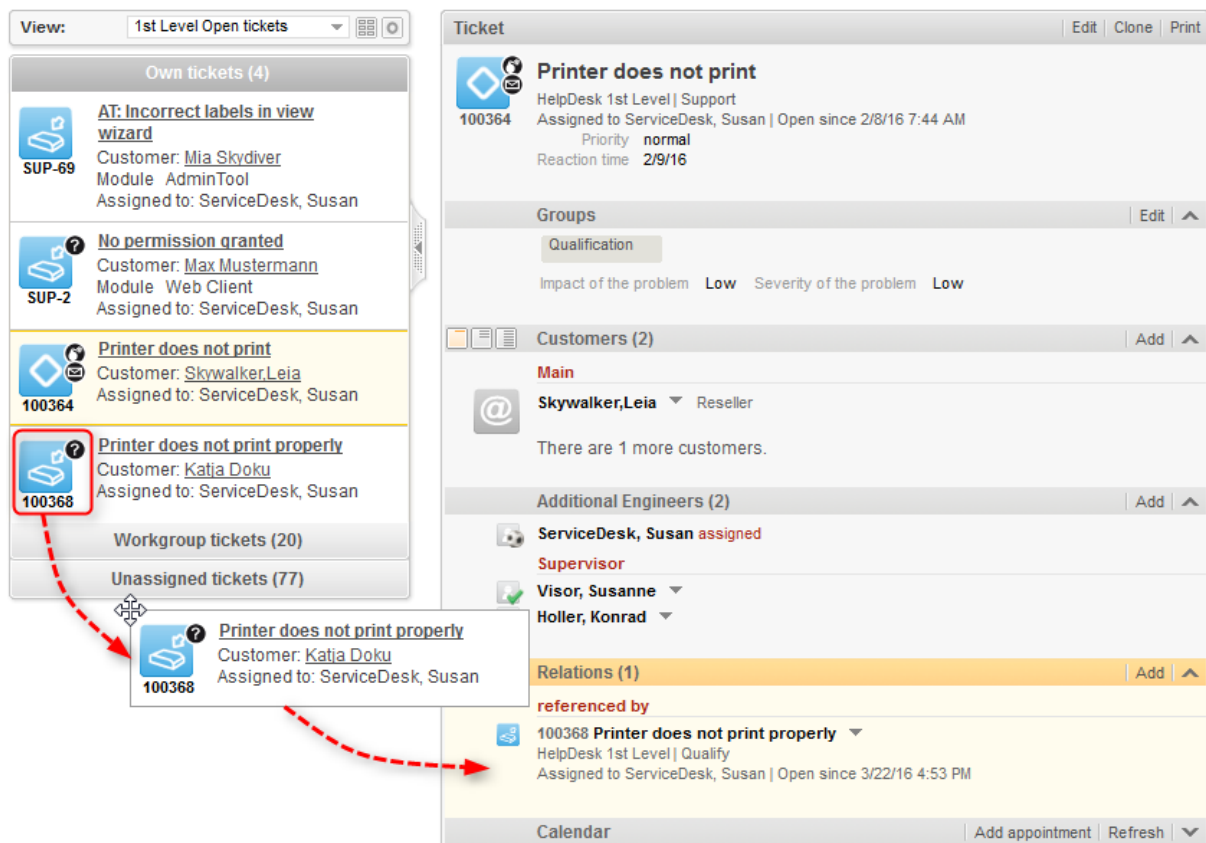 View: 1st Level Open tickets
Own tickets (4)
AT: Incorrect labels in view
wizard
Customer: Mia Skydiver
Module AdminTool
Assigned to: ServiceDesk, Susan
SUP-69
No permission granted
Customer: Max Mustermann
Module Web Client
Assigned to: ServiceDesk, Susan
SUP-2
Printer does not print
Customer: Skywalker,Leia
Assigned to: ServiceDesk, Susan
100364
Printer does not print properly
Customer: Katja Doku
Assigned to: ServiceDesk, Susan
100368
Workgroup tickets (20)
Unassigned tickets (77)
Printer does not print properly
Customer: Katja Doku
Assigned to: ServiceDesk, Susan
100368
Ticket Edit Clone Print
Printer does not print
100364
HelpDesk 1st Level | Support
Assigned to ServiceDesk, Susan | Open since 2/8/16 7:44 AM
Priority normal
Reaction time 2/9/16
Groups Edit
Qualification
Impact of the problem Low Severity of the problem Low
Customers (2) Add
Main
@
Skywalker,Leia Reseller
There are 1 more customers.
Additional Engineers (2) Add
ServiceDesk, Susan assigned
Supervisor
Visor, Susanne
Holler, Konrad
Relations (1) Add
referenced by
100368 Printer does not print properly
HelpDesk 1st Level | Qualify
Assigned to ServiceDesk, Susan | Open since 3/22/16 4:53 PM
Calendar Add appointment Refresh